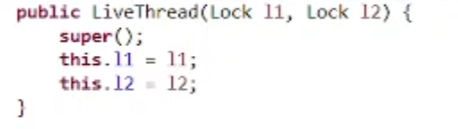 public LiveThread(Lock l1, Lock l2) {
super();
this.l1 = l1;
this.l2 = l2;
}